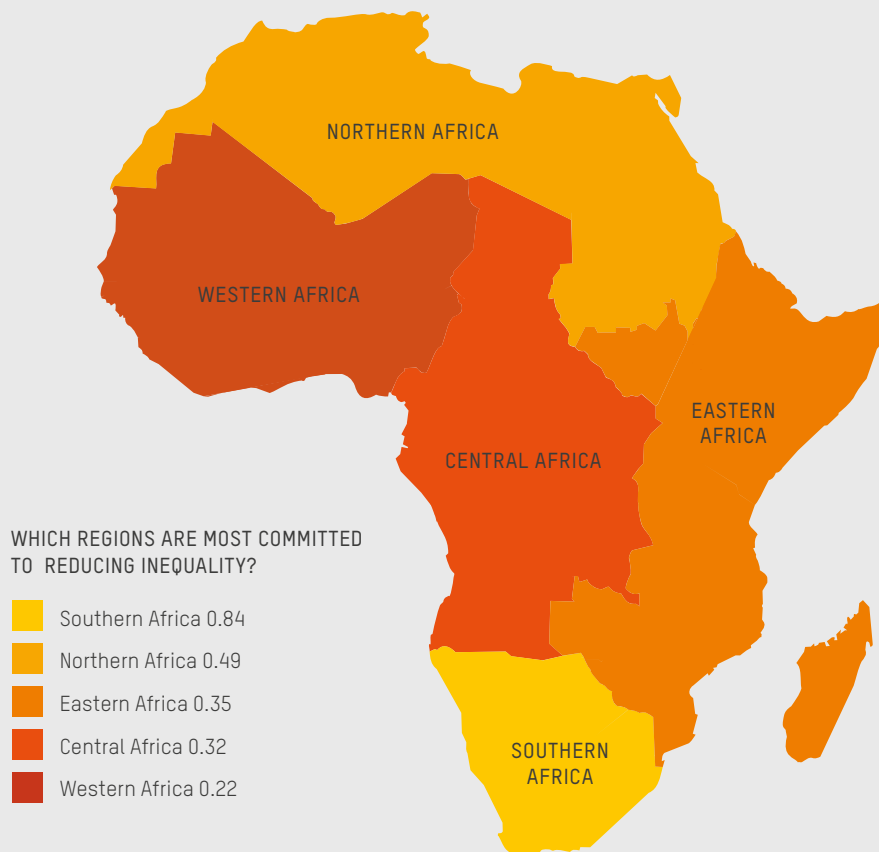 NORTHERN AFRICA
WESTERN AFRICA
EASTERN
AFRICA
CENTRAL AFRICA
WHICH REGIONS ARE MOST COMMITTED
TO REDUCING INEQUALITY?
Southern Africa 0.84
Northern Africa 0.49
Eastern Africa 0.35
Central Africa 0.32
Western Africa 0.22
SOUTHERN
AFRICA